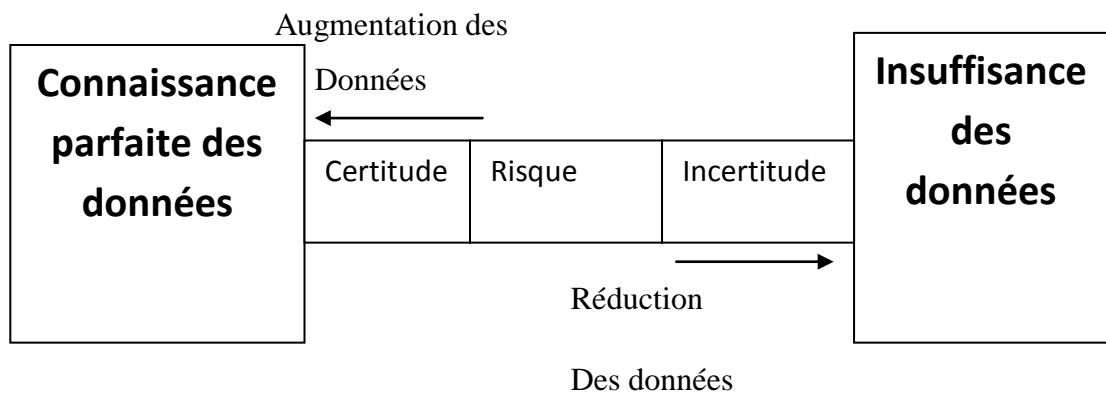 Augmentation des
Données
Connaissance
parfaite des
données
Certitude
Risque
Incertitude
Insuffisance
des
données
Réduction
Des données